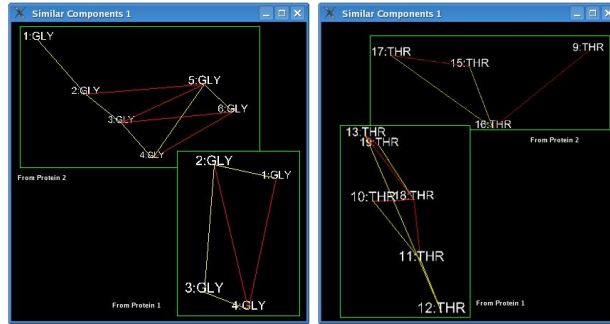 Similar Components 1
1:GLY
2:GLY
5:GLY
3:GLY
6:GLY
4:GLY
From Protein 2
2:GLY
1:GLY
3:GLY
4:GLY
From Protein 1
Similar Components 1
17:THR
9:THR
15:THR
16:THR
From Protein 2
13:THR
19:THR
10:THR
18:THR
11:THR
12:THR
From Protein 1